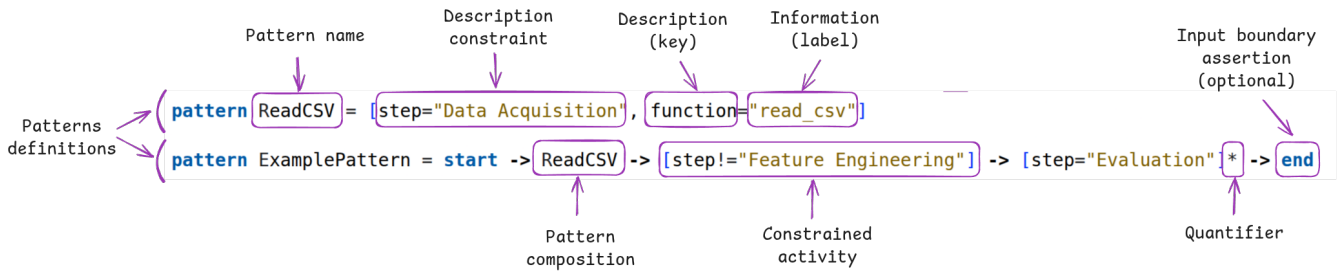 Pattern name
Description
constraint
Description
(key)
Information
(label)
Input boundary
assertion
(optional)
Patterns
definitions
pattern ReadCSV = [step="Data Acquisition", function="read_csv"]
pattern ExamplePattern = start -> ReadCSV -> [step!="Feature Engineering"] -> [step="Evaluation"]* -> end
Pattern
composition
Constrained
activity
Quantifier